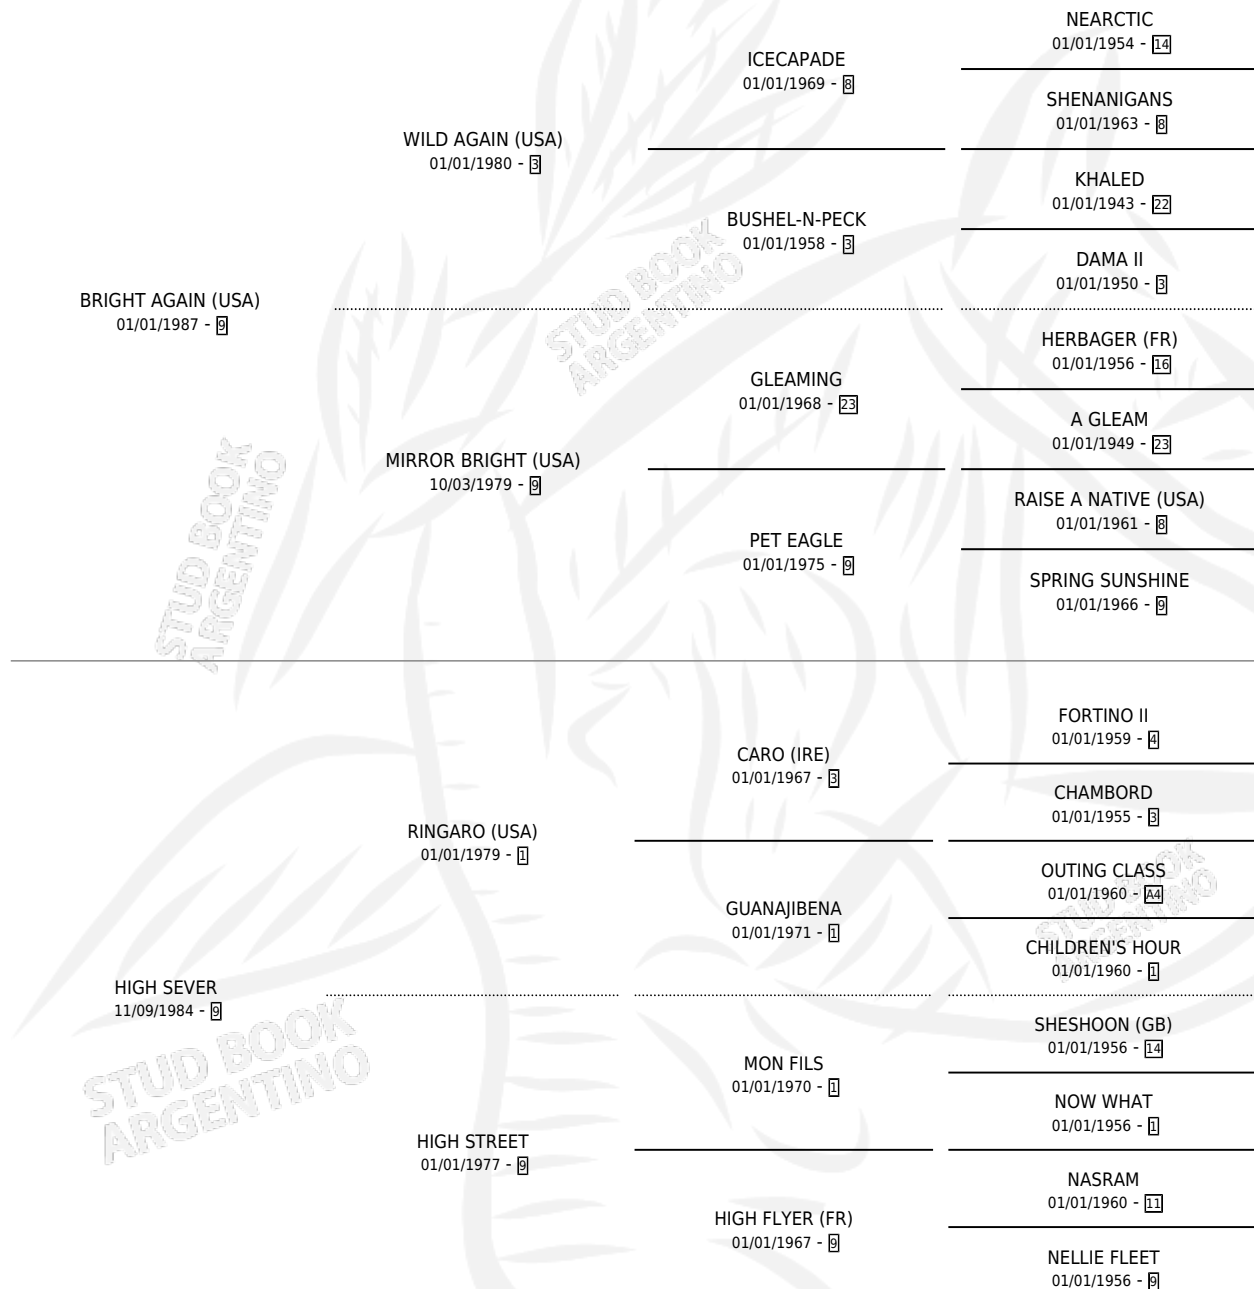 NEARCTIC
01/01/1954 - 14
ICECAPADE
01/01/1969 - 8
SHENANIGANS
01/01/1963 - 8
WILD AGAIN (USA)
01/01/1980 - 3
KHALED
01/01/1943 - 22
BUSHEL-N-PECK
01/01/1958 - 3
DAMA II
01/01/1950 - 3
BRIGHT AGAIN (USA)
01/01/1987 - 9
HERBAGER (FR)
01/01/1956 - 16
GLEAMING
01/01/1968 - 23
A GLEAM
01/01/1949 - 23
MIRROR BRIGHT (USA)
10/03/1979 - 9
RAISE A NATIVE (USA)
01/01/1961 - 8
PET EAGLE
01/01/1975 - 9
SPRING SUNSHINE
01/01/1966 - 9
STUD BOOK
ARGENTINO
STUD BOOK
ARGENTINO
FORTINO II
01/01/1959 - 4
CARO (IRE)
01/01/1967 - 3
CHAMBORD
01/01/1955 - 3
RINGARO (USA)
01/01/1979 - 1
OUTING CLASS
01/01/1960 - A4
GUANAJIBENA
01/01/1971 - 1
CHILDREN'S HOUR
01/01/1960 - 1
STUD BOOK
ARGENTINO
HIGH SEVER
11/09/1984 - 9
SHESHOON (GB)
01/01/1956 - 14
MON FILS
01/01/1970 - 1
NOW WHAT
01/01/1956 - 1
STUD BOOK
ARGENTINO
HIGH STREET
01/01/1977 - 9
NASRAM
01/01/1960 - 11
HIGH FLYER (FR)
01/01/1967 - 9
NELLIE FLEET
01/01/1956 - 9